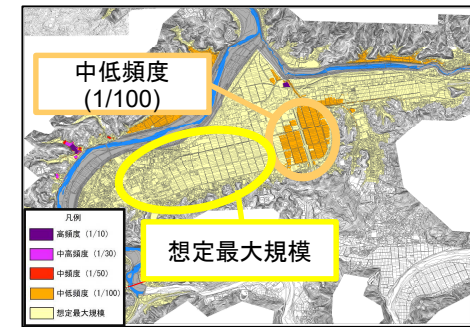 中低頻度
(1/100)
想定最大規模
凡例
高頻度（1/10）
中高頻度（1/30）
中頻度（1/50）
中低頻度（1/100）
想定最大規模